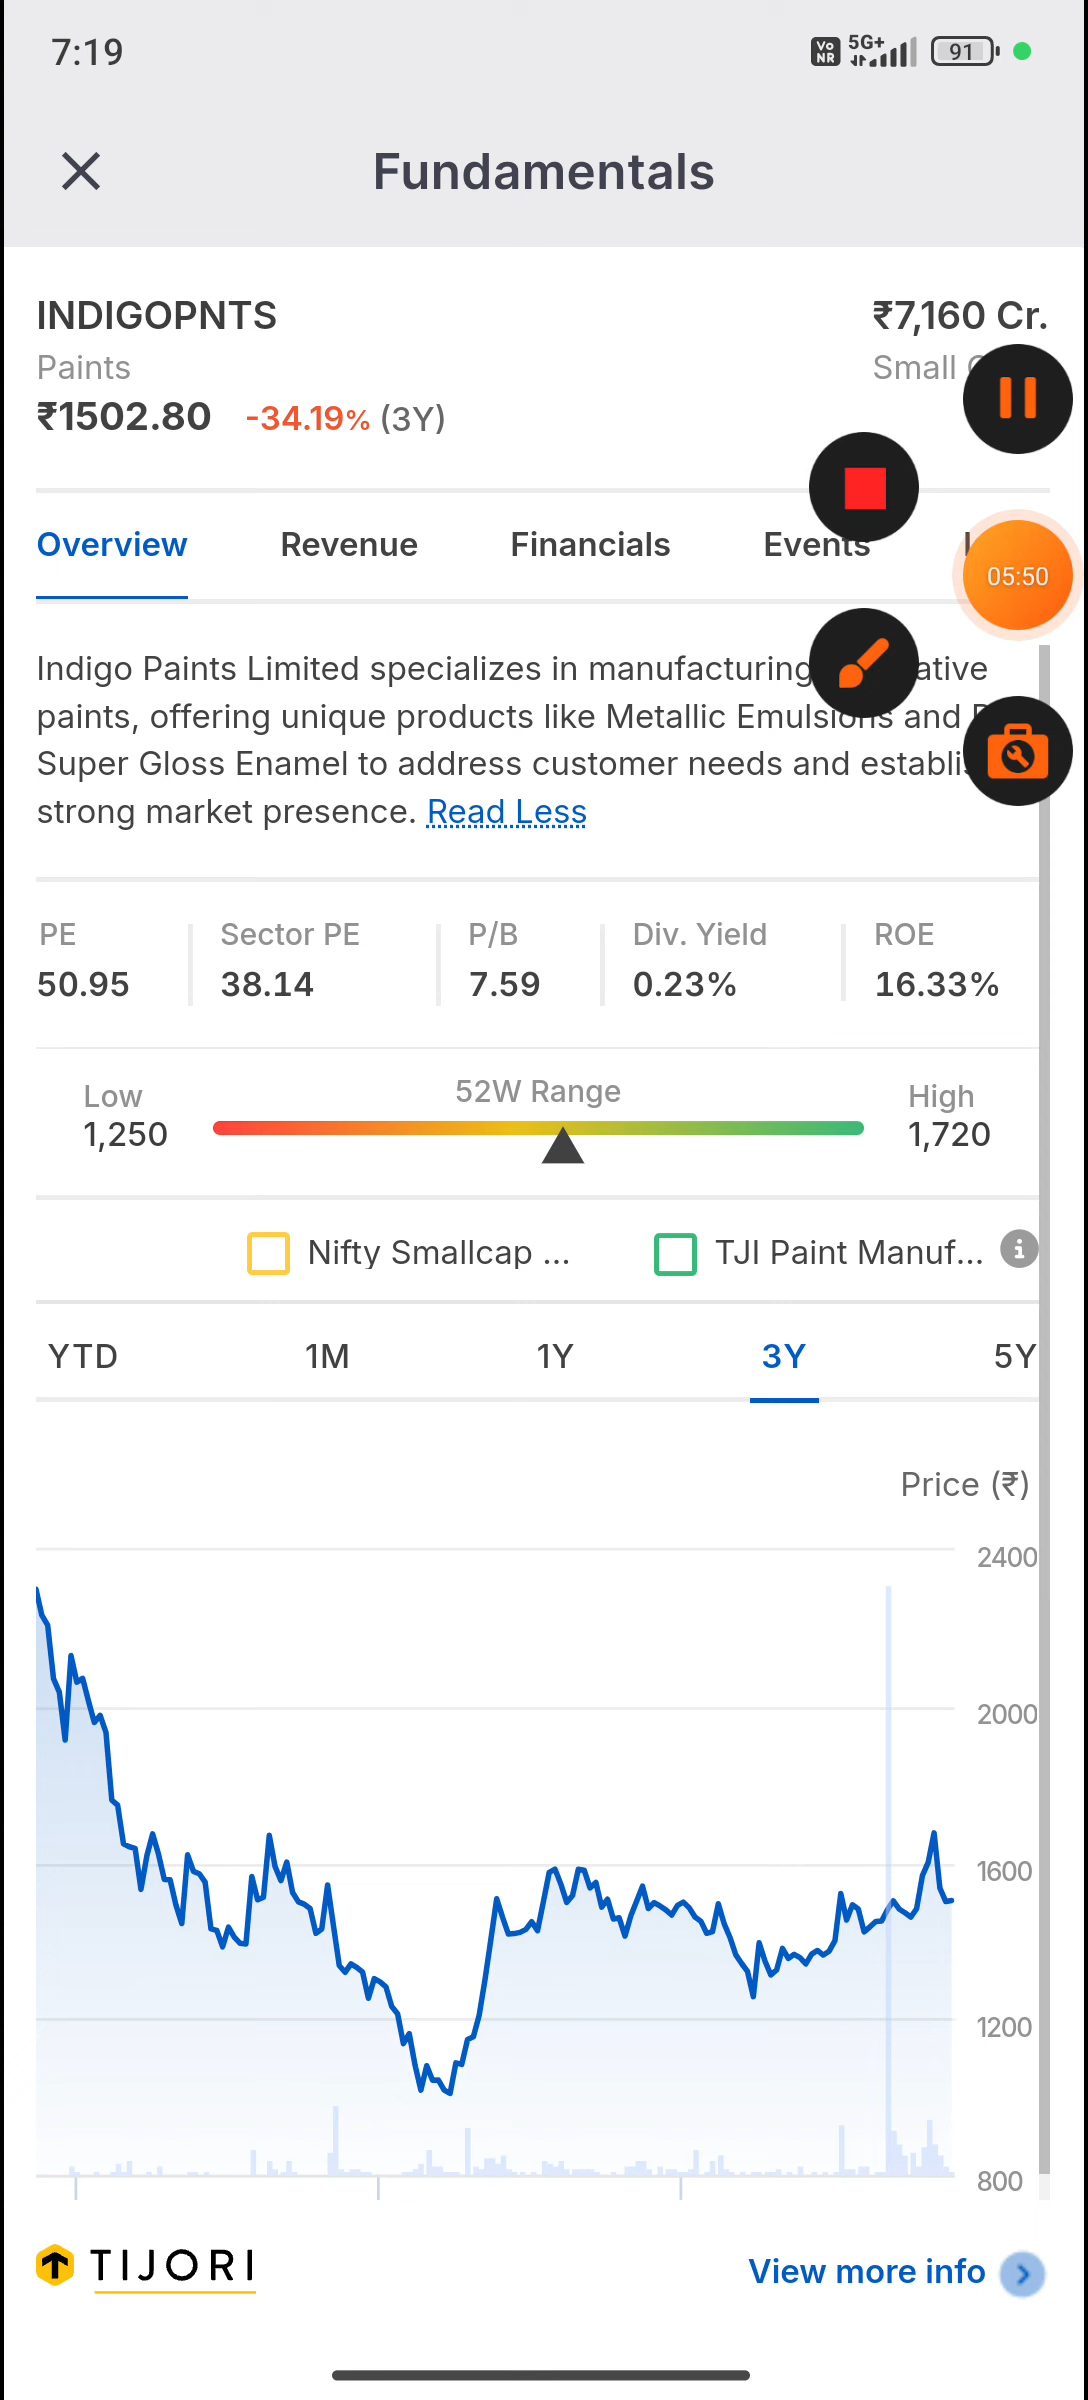 7:19
Vo NR 5G+ 91
Fundamentals
INDIGOPNTS ₹7,160 Cr.
Paints Small
₹1502.80 -34.19% (3Y)
Overview Revenue Financials Events
05:50
Indigo Paints Limited specializes in manufacturing
paints, offering unique products like Metallic Emulsions and
Super Gloss Enamel to address customer needs and
strong market presence. Read Less
PE Sector PE P/B Div. Yield ROE
50.95 38.14 7.59 0.23% 16.33%
Low 52W Range High
1,250 1,720
Nifty Smallcap ... TJI Paint Manuf...
YTD 1M 1Y 3Y 5Y
Price (₹)
2400
2000
1600
1200
800
TIJORI View more info